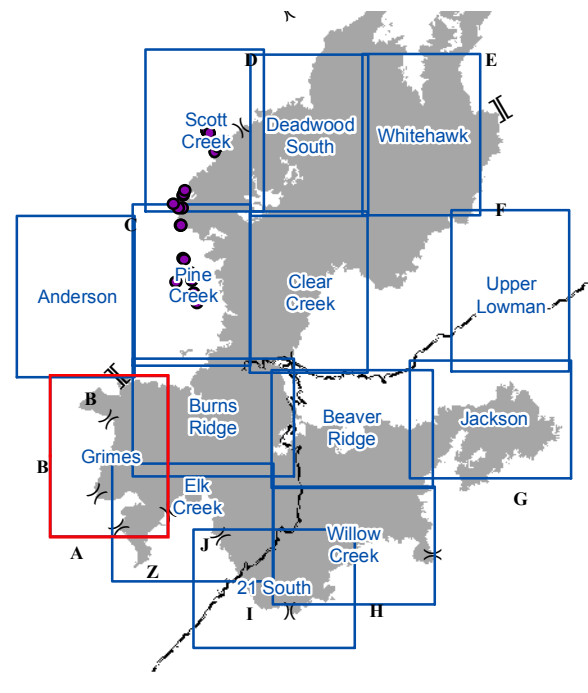 D
E
Scott
Creek
Deadwood
South
Whitehawk
C
F
Anderson
Pine
Creek
Clear
Creek
Upper
Lowman
B
Burns
Ridge
Beaver
Ridge
Jackson
B
Grimes
Elk
Creek
G
A
Z
J
Willow
Creek
21 South
I
H